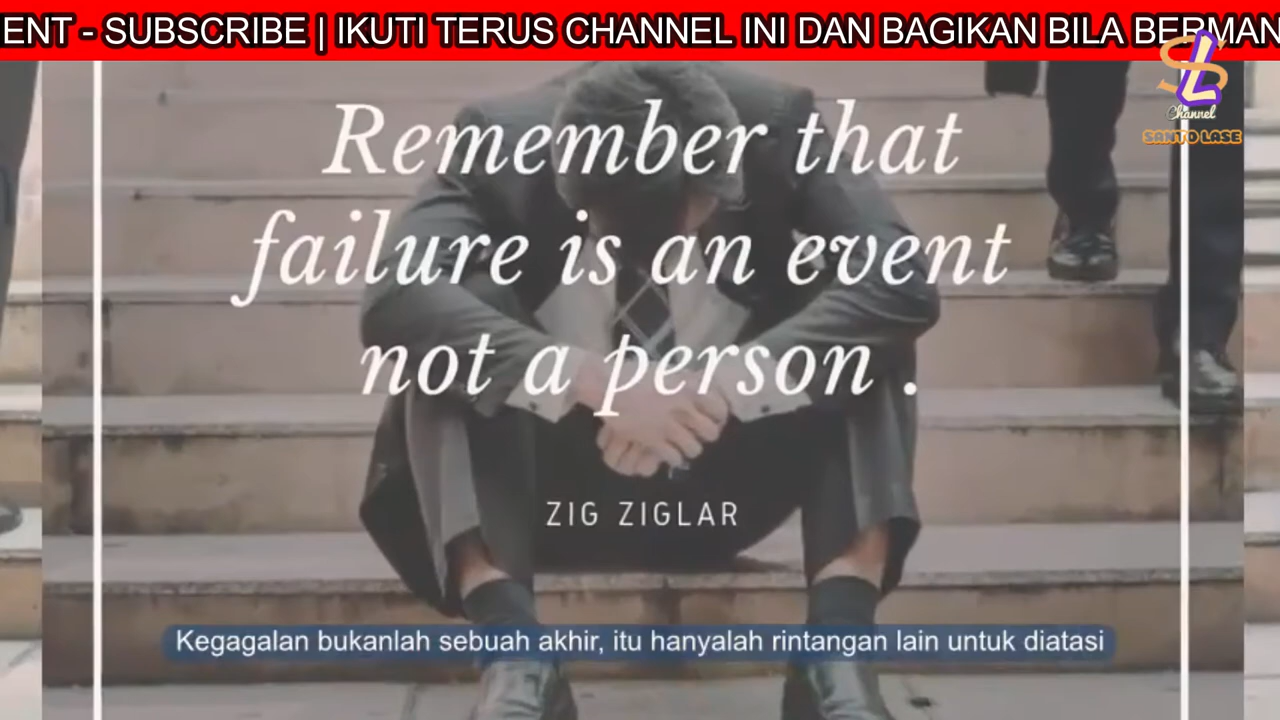 ENT - SUBSCRIBE | IKUTI TERUS CHANNEL INI DAN BAGIKAN BILA BERMAN
SL
Channel
SANTO LASE
Remember that
failure is an event
not a person .
ZIG ZIGLAR
Kegagalan bukanlah sebuah akhir, itu hanyalah rintangan lain untuk diatasi